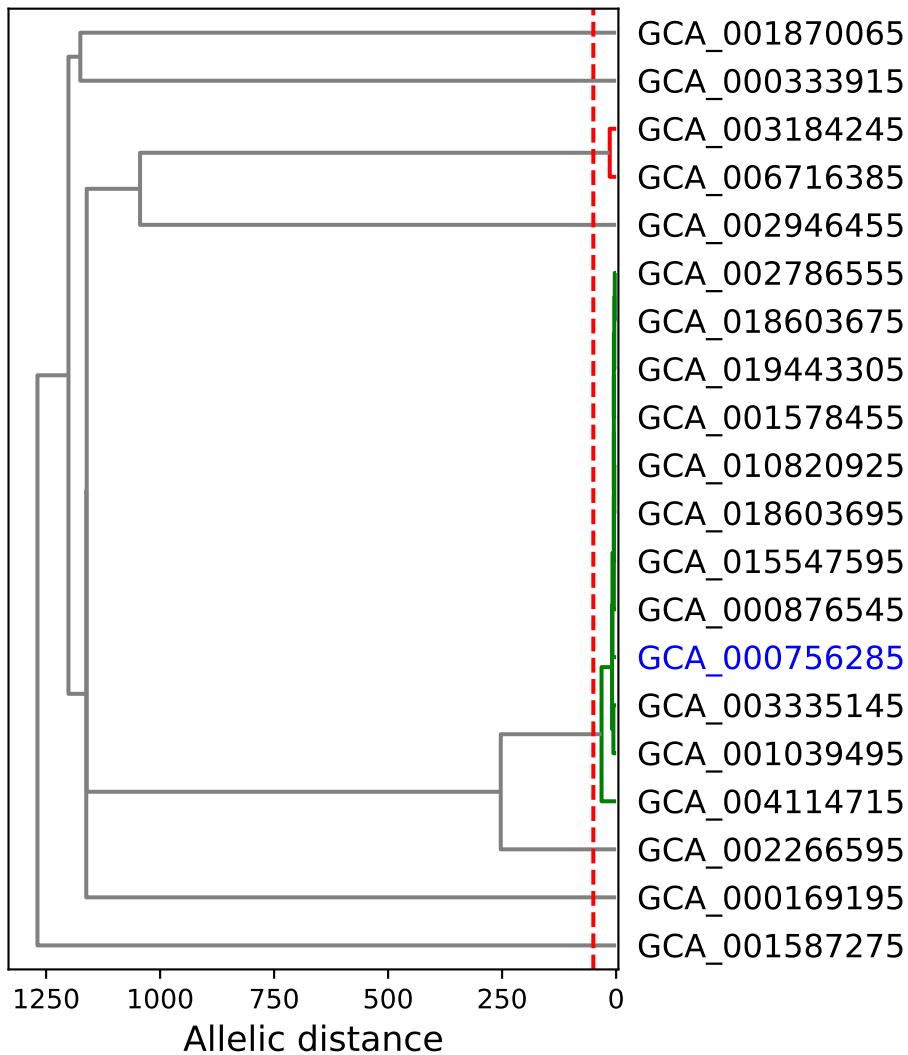 GCA_001870065
GCA_000333915
GCA_003184245
GCA_006716385
GCA_002946455
GCA_002786555
GCA_018603675
GCA_019443305
GCA_001578455
GCA_010820925
GCA_018603695
GCA_015547595
GCA_000876545
GCA_000756285
GCA_003335145
GCA_001039495
GCA_004114715
GCA_002266595
GCA_000169195
GCA_001587275
1250 1000 750 500 250 0
Allelic distance